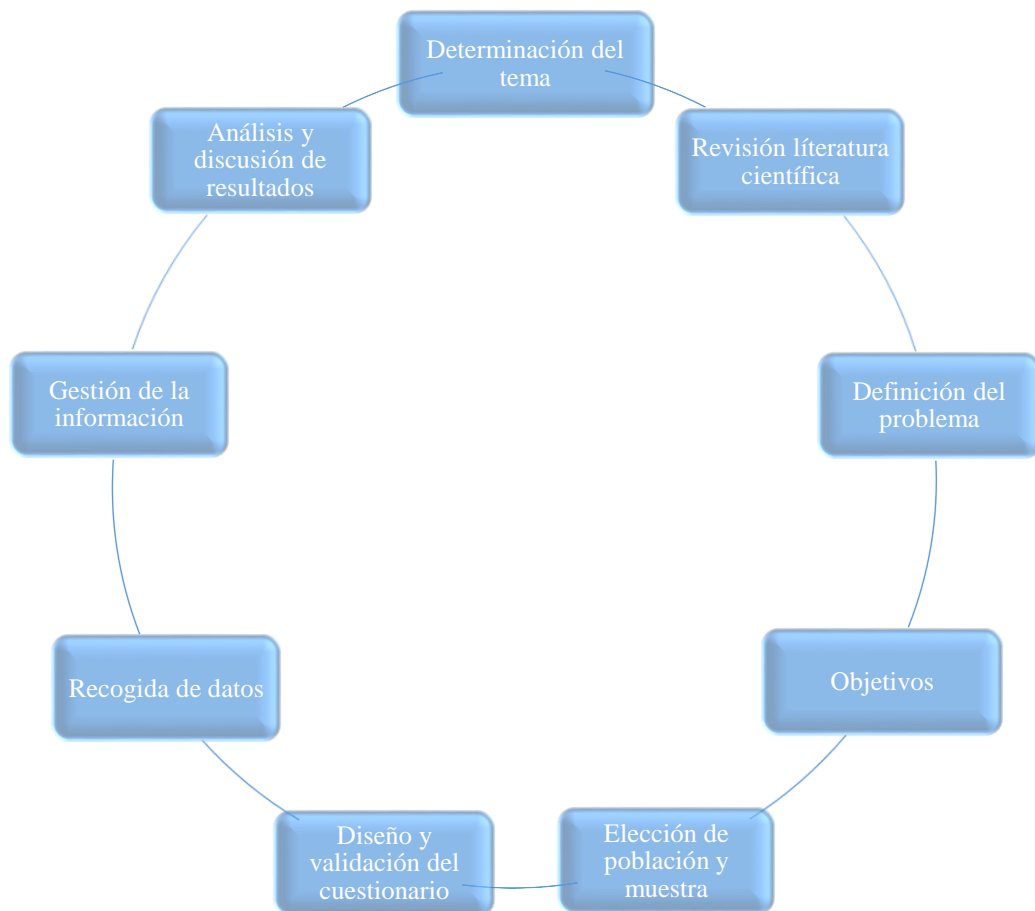 Determinación del
tema
Revisión líteratura
científica
Definición del
problema
Objetivos
Elección de
población y
muestra
Diseño y
validación del
cuestionario
Recogida de datos
Gestión de la
información
Análisis y
discusión de
resultados